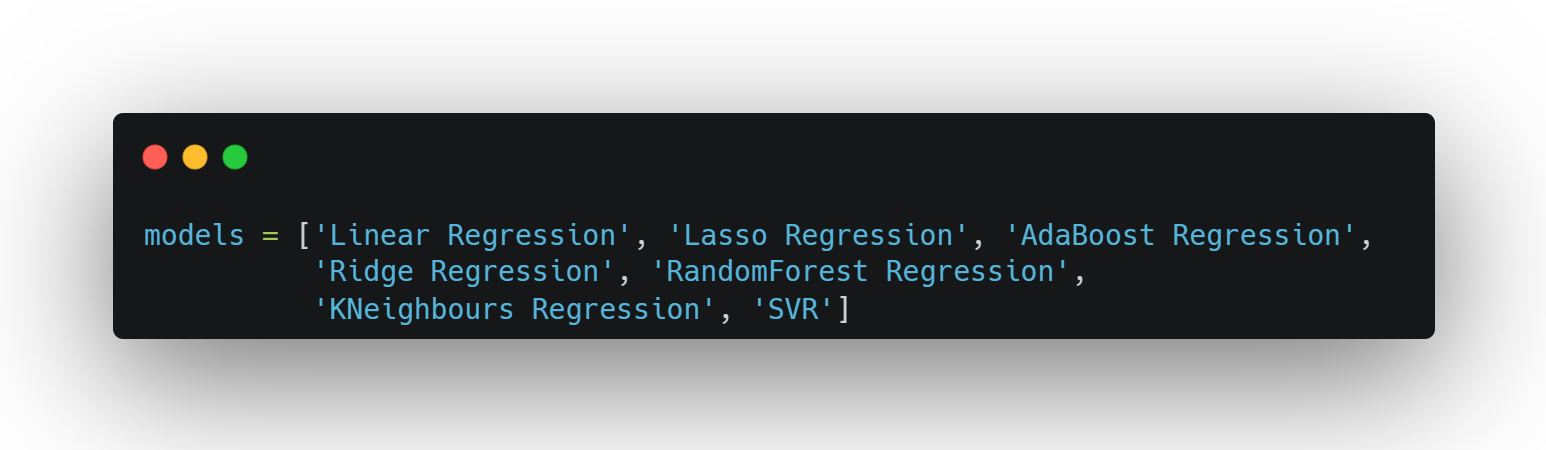 models = ['Linear Regression', 'Lasso Regression', 'AdaBoost Regression',
'Ridge Regression', 'RandomForest Regression',
'KNeighbours Regression', 'SVR']